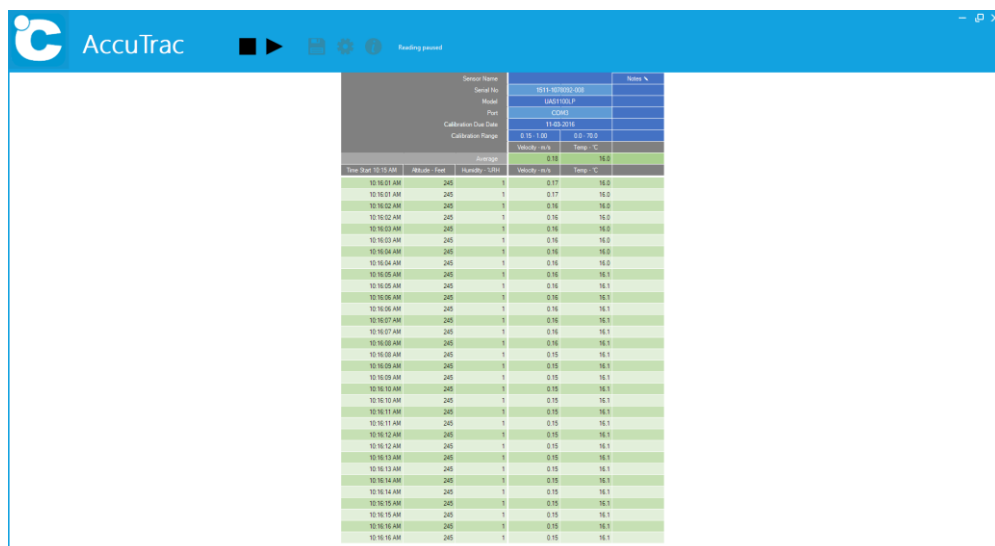 AccuTrac
Reading paused
Sensor Name Notes
Serial No 1511-1078092-000
Model UAS1100LP
Port COM3
Calibration Due Date 11-03-2016
Calibration Range 0.15 - 1.00 0.0 - 70.0
Velocity - m/s Temp - °C
Average 0.18 16.0
Time Start 10:15 AM Altitude - Feet Humidity - %RH Velocity - m/s Temp - °C
10:16:01 AM 245 1 0.17 16.0
10:16:01 AM 245 1 0.17 16.0
10:16:02 AM 245 1 0.16 16.0
10:16:02 AM 245 1 0.16 16.0
10:16:03 AM 245 1 0.16 16.0
10:16:03 AM 245 1 0.16 16.0
10:16:04 AM 245 1 0.16 16.0
10:16:04 AM 245 1 0.16 16.0
10:16:05 AM 245 1 0.16 16.1
10:16:05 AM 245 1 0.16 16.1
10:16:06 AM 245 1 0.16 16.1
10:16:06 AM 245 1 0.16 16.1
10:16:07 AM 245 1 0.16 16.1
10:16:07 AM 245 1 0.16 16.1
10:16:08 AM 245 1 0.16 16.1
10:16:08 AM 245 1 0.15 16.1
10:16:09 AM 245 1 0.15 16.1
10:16:09 AM 245 1 0.15 16.1
10:16:10 AM 245 1 0.15 16.1
10:16:10 AM 245 1 0.15 16.1
10:16:11 AM 245 1 0.15 16.1
10:16:11 AM 245 1 0.15 16.1
10:16:12 AM 245 1 0.15 16.1
10:16:12 AM 245 1 0.15 16.1
10:16:13 AM 245 1 0.15 16.1
10:16:13 AM 245 1 0.15 16.1
10:16:14 AM 245 1 0.15 16.1
10:16:14 AM 245 1 0.15 16.1
10:16:15 AM 245 1 0.15 16.1
10:16:15 AM 245 1 0.15 16.1
10:16:16 AM 245 1 0.15 16.1
10:16:16 AM 245 1 0.15 16.1